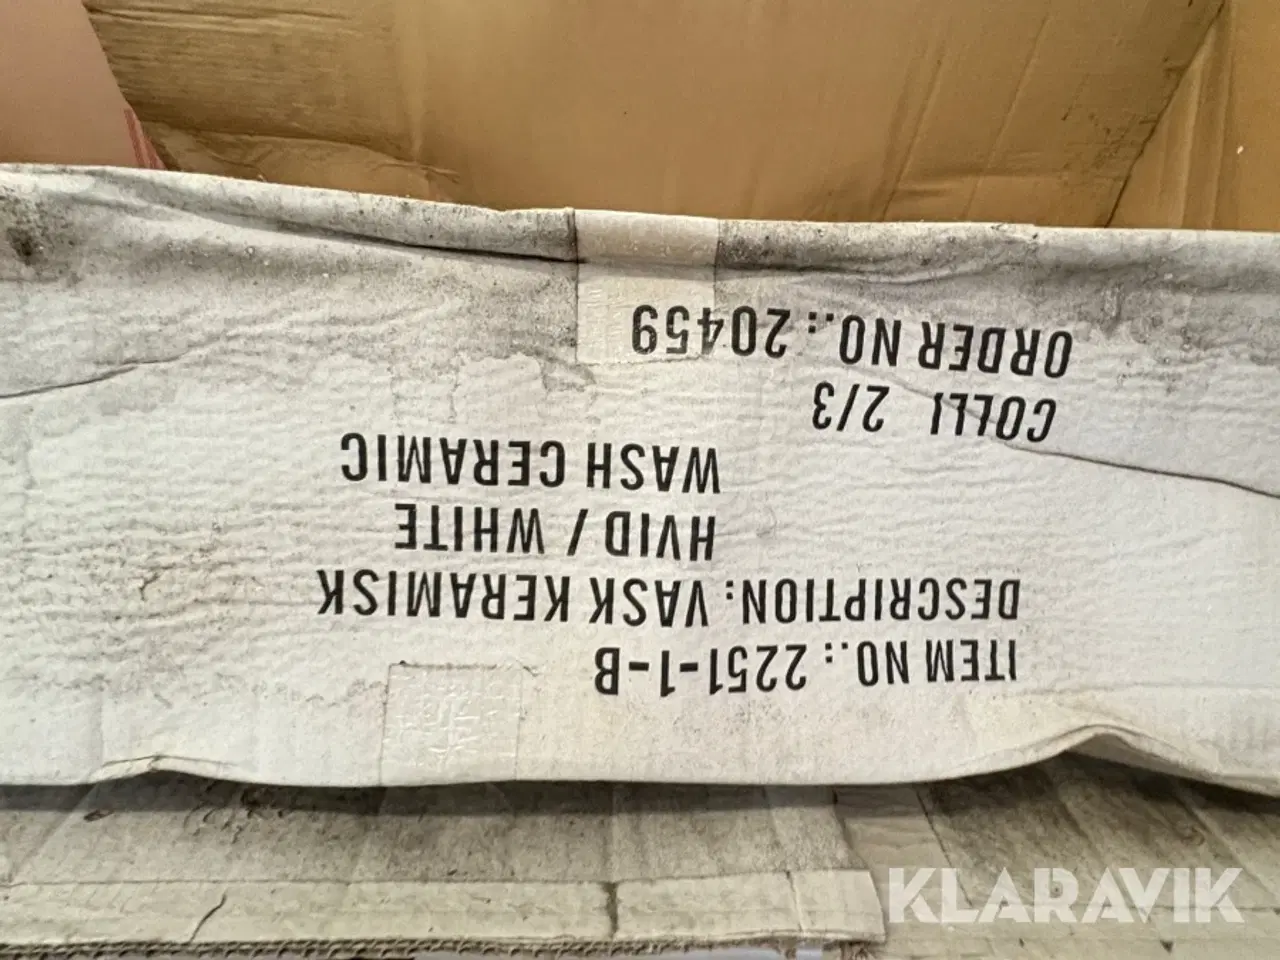 ITEM NO.: 2251-1-B
DESCRIPTION: VASK KERAMISK
HVID / WHITE
WASH CERAMIC
COLLI 2/3
ORDER NO.: 20459
KLARAVIK